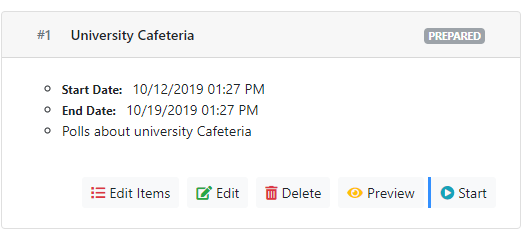 #1 University Cafeteria PREPARED
Start Date: 10/12/2019 01:27 PM
End Date: 10/19/2019 01:27 PM
Polls about university Cafeteria
Edit Items Edit Delete Preview Start